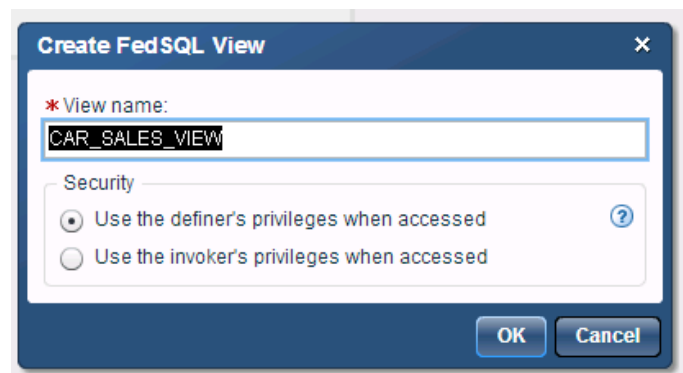 Create FedSQL View
* View name:
CAR_SALES_VIEW
Security
Use the definer's privileges when accessed
?
Use the invoker's privileges when accessed
OK Cancel